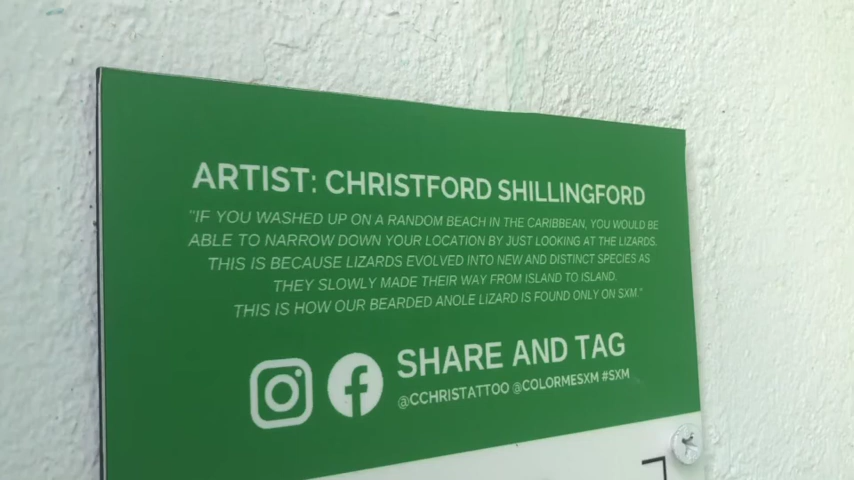 ARTIST: CHRISTFORD SHILLINGFORD
"IF YOU WASHED UP ON A RANDOM BEACH IN THE CARIBBEAN, YOU WOULD BE
ABLE TO NARROW DOWN YOUR LOCATION BY JUST LOOKING AT THE LIZARDS.
THIS IS BECAUSE LIZARDS EVOLVED INTO NEW AND DISTINCT SPECIES AS
THEY SLOWLY MADE THEIR WAY FROM ISLAND TO ISLAND.
THIS IS HOW OUR BEARDED ANOLE LIZARD IS FOUND ONLY ON SXM."
SHARE AND TAG
@CCHRISTATTOO @COLORMESXM #SXM